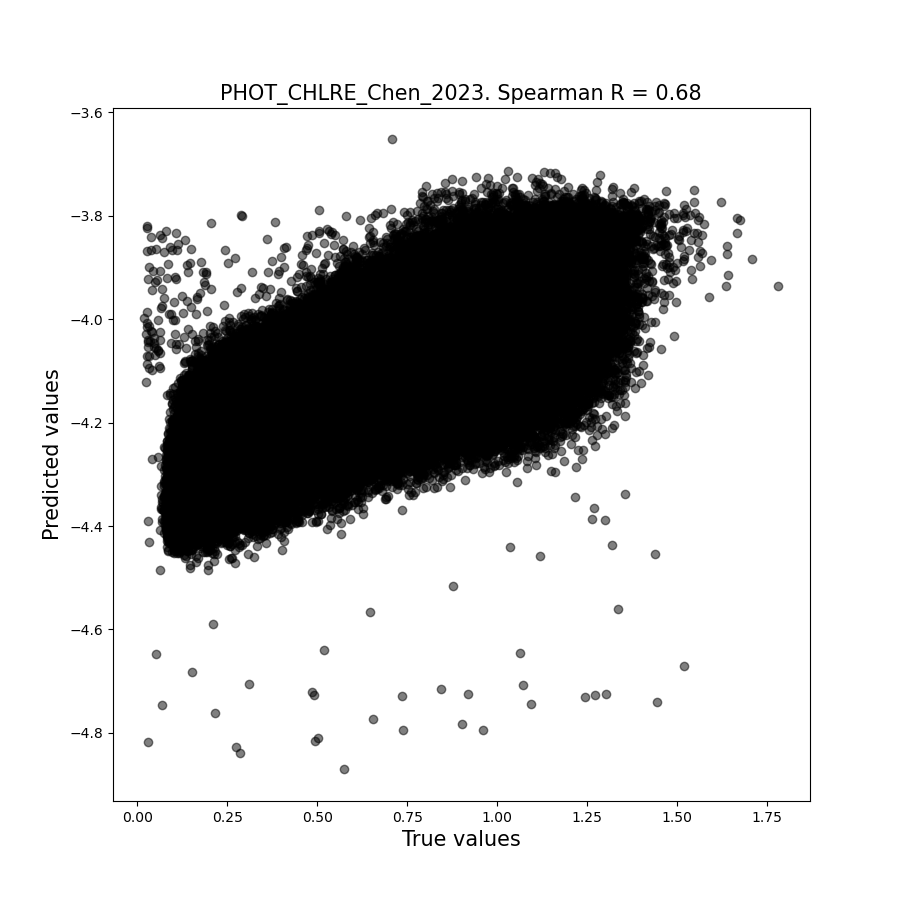 PHOT_CHLRE_Chen_2023. Spearman R = 0.68
−3.6
−3.8
−4.0
−4.2
−4.4
−4.6
−4.8
Predicted values
0.00 0.25 0.50 0.75 1.00 1.25 1.50 1.75
True values